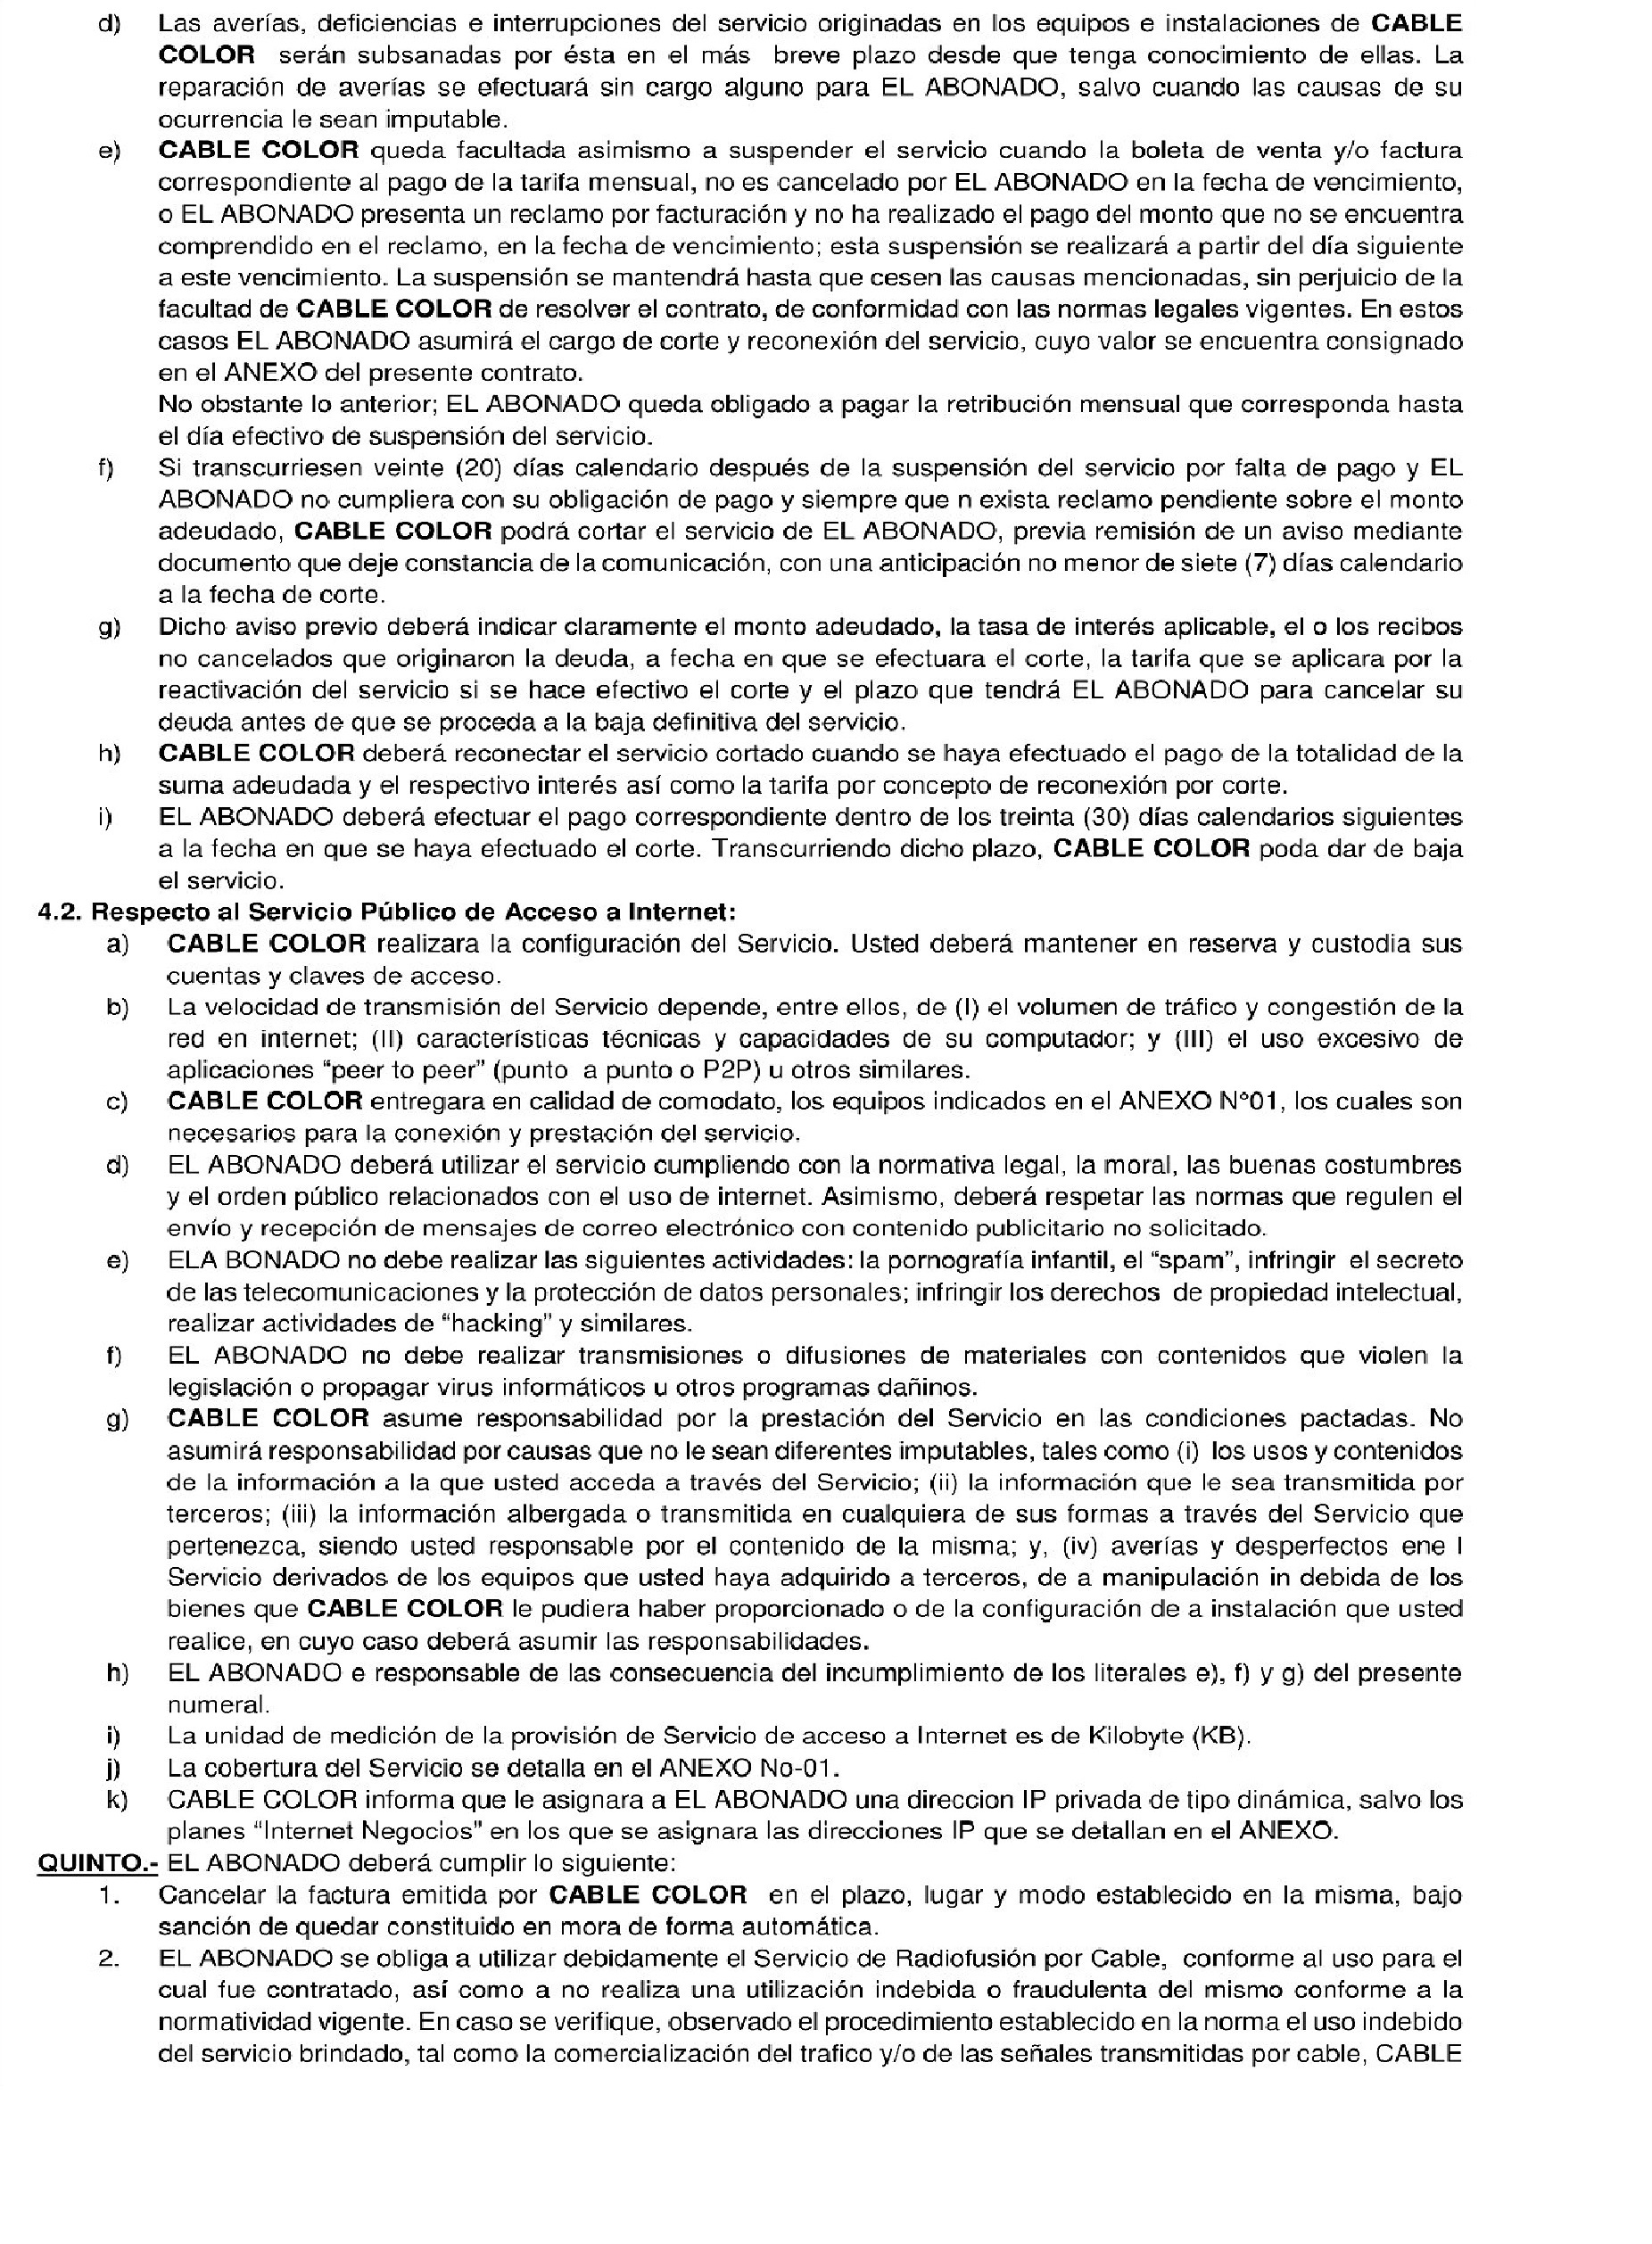 d) Las averías, deficiencias e interrupciones del servicio originadas en los equipos e instalaciones de CABLE
COLOR serán subsanadas por ésta en el más breve plazo desde que tenga conocimiento de ellas. La
reparación de averías se efectuará sin cargo alguno para EL ABONADO, salvo cuando las causas de su
ocurrencia le sean imputable.
e) CABLE COLOR queda facultada asimismo a suspender el servicio cuando la boleta de venta y/o factura
correspondiente al pago de la tarifa mensual, no es cancelado por EL ABONADO en la fecha de vencimiento,
o EL ABONADO presenta un reclamo por facturación y no ha realizado el pago del monto que no se encuentra
comprendido en el reclamo, en la fecha de vencimiento; esta suspensión se realizará a partir del día siguiente
a este vencimiento. La suspensión se mantendrá hasta que cesen las causas mencionadas, sin perjuicio de la
facultad de CABLE COLOR de resolver el contrato, de conformidad con las normas legales vigentes. En estos
casos EL ABONADO asumirá el cargo de corte y reconexión del servicio, cuyo valor se encuentra consignado
en el ANEXO del presente contrato.
No obstante lo anterior; EL ABONADO queda obligado a pagar la retribución mensual que corresponda hasta
el día efectivo de suspensión del servicio.
f) Si transcurriesen veinte (20) días calendario después de la suspensión del servicio por falta de pago y EL
ABONADO no cumpliera con su obligación de pago y siempre que n exista reclamo pendiente sobre el monto
adeudado, CABLE COLOR podrá cortar el servicio de EL ABONADO, previa remisión de un aviso mediante
documento que deje constancia de la comunicación, con una anticipación no menor de siete (7) días calendario
a la fecha de corte.
g) Dicho aviso previo deberá indicar claramente el monto adeudado, la tasa de interés aplicable, el o los recibos
no cancelados que originaron la deuda, a fecha en que se efectuara el corte, la tarifa que se aplicara por la
reactivación del servicio si se hace efectivo el corte y el plazo que tendrá EL ABONADO para cancelar su
deuda antes de que se proceda a la baja definitiva del servicio.
h) CABLE COLOR deberá reconectar el servicio cortado cuando se haya efectuado el pago de la totalidad de la
suma adeudada y el respectivo interés así como la tarifa por concepto de reconexión por corte.
i) EL ABONADO deberá efectuar el pago correspondiente dentro de los treinta (30) días calendarios siguientes
a la fecha en que se haya efectuado el corte. Transcurriendo dicho plazo, CABLE COLOR poda dar de baja
el servicio.
4.2. Respecto al Servicio Público de Acceso a Internet:
a) CABLE COLOR realizara la configuración del Servicio. Usted deberá mantener en reserva y custodia sus
cuentas y claves de acceso.
b) La velocidad de transmisión del Servicio depende, entre ellos, de (I) el volumen de tráfico y congestión de la
red en internet; (II) características técnicas y capacidades de su computador; y (III) el uso excesivo de
aplicaciones “peer to peer” (punto a punto o P2P) u otros similares.
c) CABLE COLOR entregara en calidad de comodato, los equipos indicados en el ANEXO N°01, los cuales son
necesarios para la conexión y prestación del servicio.
d) EL ABONADO deberá utilizar el servicio cumpliendo con la normativa legal, la moral, las buenas costumbres
y el orden público relacionados con el uso de internet. Asimismo, deberá respetar las normas que regulen el
envío y recepción de mensajes de correo electrónico con contenido publicitario no solicitado.
e) ELA BONADO no debe realizar las siguientes actividades: la pornografía infantil, el “spam”, infringir el secreto
de las telecomunicaciones y la protección de datos personales; infringir los derechos de propiedad intelectual,
realizar actividades de “hacking” y similares.
f) EL ABONADO no debe realizar transmisiones o difusiones de materiales con contenidos que violen la
legislación o propagar virus informáticos u otros programas dañinos.
g) CABLE COLOR asume responsabilidad por la prestación del Servicio en las condiciones pactadas. No
asumirá responsabilidad por causas que no le sean diferentes imputables, tales como (i) los usos y contenidos
de la información a la que usted acceda a través del Servicio; (ii) la información que le sea transmitida por
terceros; (iii) la información albergada o transmitida en cualquiera de sus formas a través del Servicio que
pertenezca, siendo usted responsable por el contenido de la misma; y, (iv) averías y desperfectos ene l
Servicio derivados de los equipos que usted haya adquirido a terceros, de a manipulación in debida de los
bienes que CABLE COLOR le pudiera haber proporcionado o de la configuración de a instalación que usted
realice, en cuyo caso deberá asumir las responsabilidades.
h) EL ABONADO e responsable de las consecuencia del incumplimiento de los literales e), f) y g) del presente
numeral.
i) La unidad de medición de la provisión de Servicio de acceso a Internet es de Kilobyte (KB).
j) La cobertura del Servicio se detalla en el ANEXO No-01.
k) CABLE COLOR informa que le asignara a EL ABONADO una direccion IP privada de tipo dinámica, salvo los
planes “Internet Negocios” en los que se asignara las direcciones IP que se detallan en el ANEXO.
QUINTO.- EL ABONADO deberá cumplir lo siguiente:
1. Cancelar la factura emitida por CABLE COLOR en el plazo, lugar y modo establecido en la misma, bajo
sanción de quedar constituido en mora de forma automática.
2. EL ABONADO se obliga a utilizar debidamente el Servicio de Radiofusión por Cable, conforme al uso para el
cual fue contratado, así como a no realiza una utilización indebida o fraudulenta del mismo conforme a la
normatividad vigente. En caso se verifique, observado el procedimiento establecido en la norma el uso indebido
del servicio brindado, tal como la comercialización del trafico y/o de las señales transmitidas por cable, CABLE